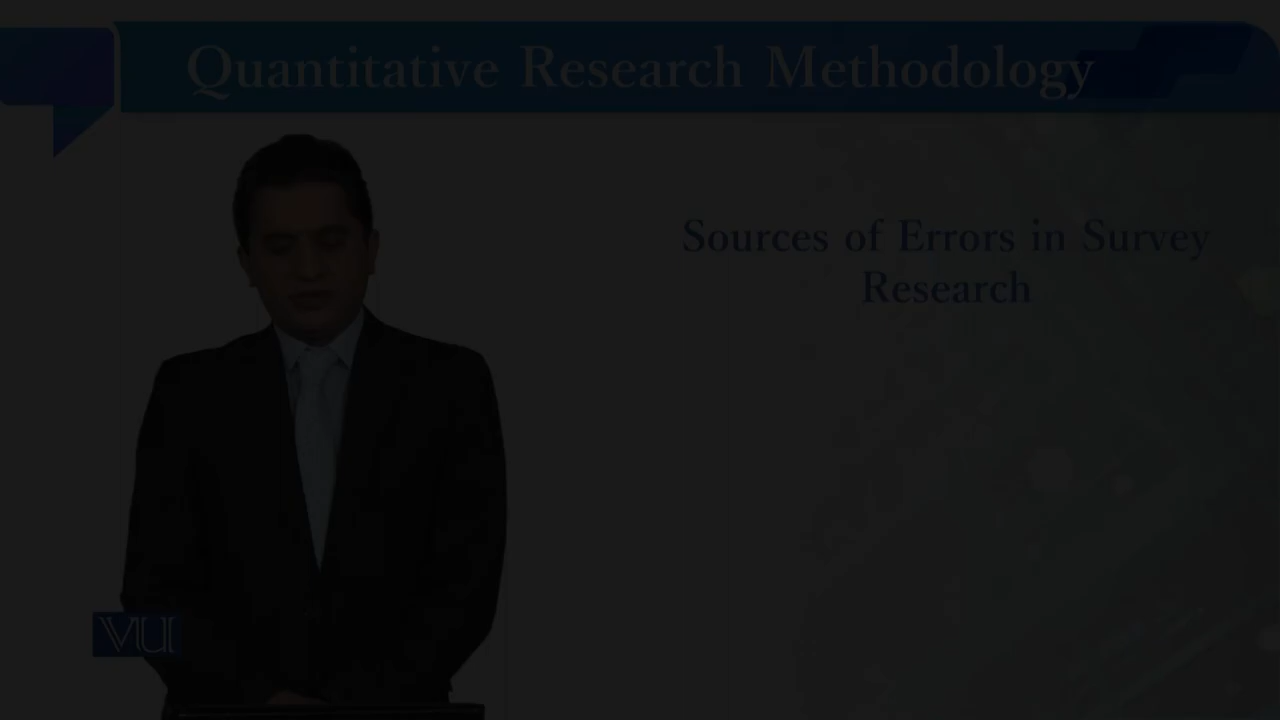 Quantitative Research Methodology
Sources of Errors in Survey
Research
VU